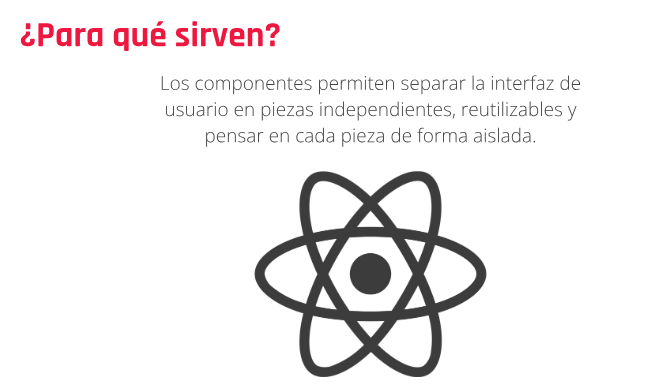 ¿Para qué sirven?
Los componentes permiten separar la interfaz de
usuario en piezas independientes, reutilizables y
pensar en cada pieza de forma aislada.